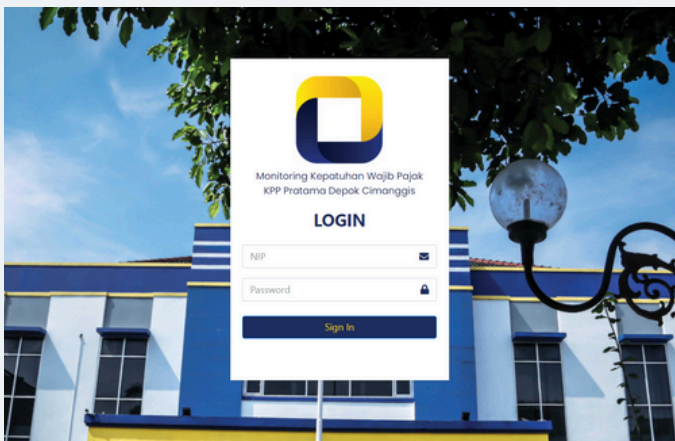 Monitoring Kepatuhan Wajib Pajak
KPP Pratama Depok Cimanggis
LOGIN
NIP
Password
Sign In